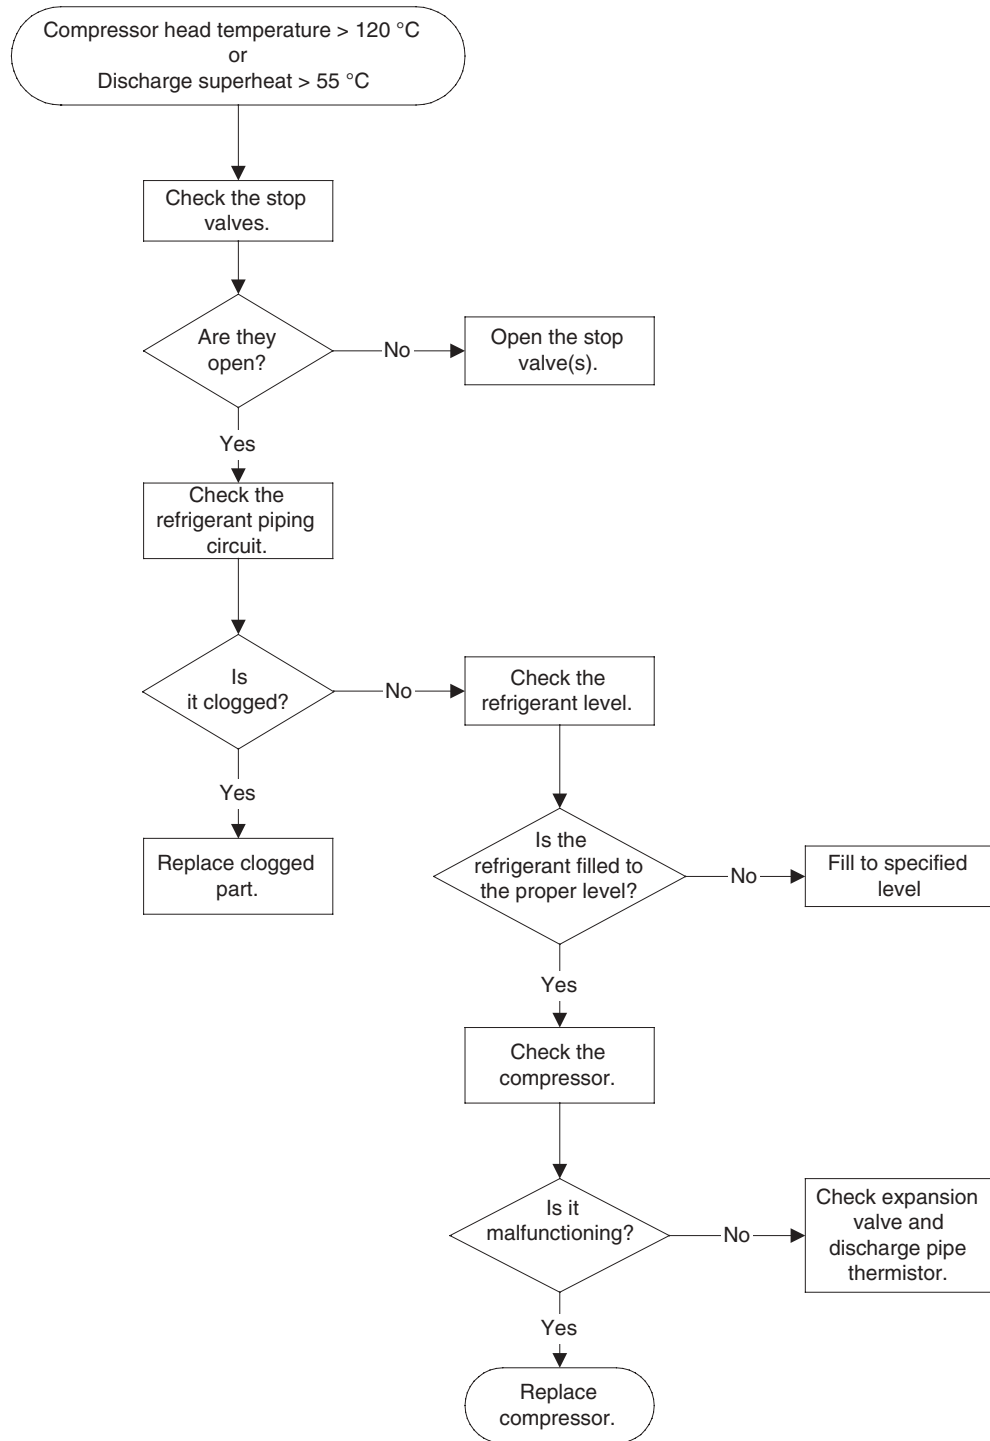 Compressor head temperature > 120 °C
or
Discharge superheat > 55 °C
Check the stop
valves.
Are they
open?
No
Open the stop
valve(s).
Yes
Check the
refrigerant piping
circuit.
Is
it clogged?
No
Check the
refrigerant level.
Yes
Replace clogged
part.
Is the
refrigerant filled to
the proper level?
No
Fill to specified
level
Yes
Check the
compressor.
Is it
malfunctioning?
No
Check expansion
valve and
discharge pipe
thermistor.
Yes
Replace
compressor.